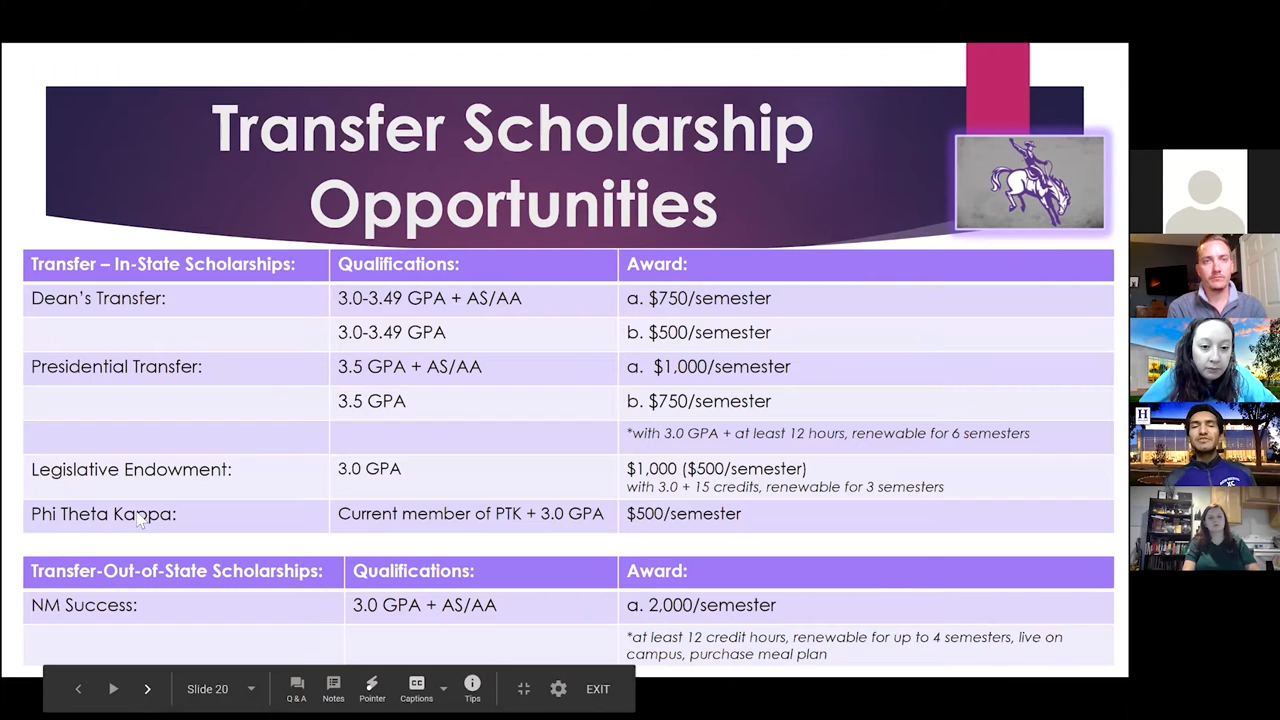 Transfer Scholarship
Opportunities
Transfer – In-State Scholarships: Qualifications: Award:
Dean's Transfer: 3.0-3.49 GPA + AS/AA a. $750/semester
3.0-3.49 GPA b. $500/semester
Presidential Transfer: 3.5 GPA + AS/AA a. $1,000/semester
3.5 GPA b. $750/semester
*with 3.0 GPA + at least 12 hours, renewable for 6 semesters
Legislative Endowment: 3.0 GPA $1,000 ($500/semester)
with 3.0 + 15 credits, renewable for 3 semesters
Phi Theta Kappa: Current member of PTK + 3.0 GPA $500/semester
Transfer-Out-of-State Scholarships: Qualifications: Award:
NM Success: 3.0 GPA + AS/AA a. 2,000/semester
*at least 12 credit hours, renewable for up to 4 semesters, live on
campus, purchase meal plan
Slide 20 Q & A Notes Pointer Captions Tips EXIT
H
XC